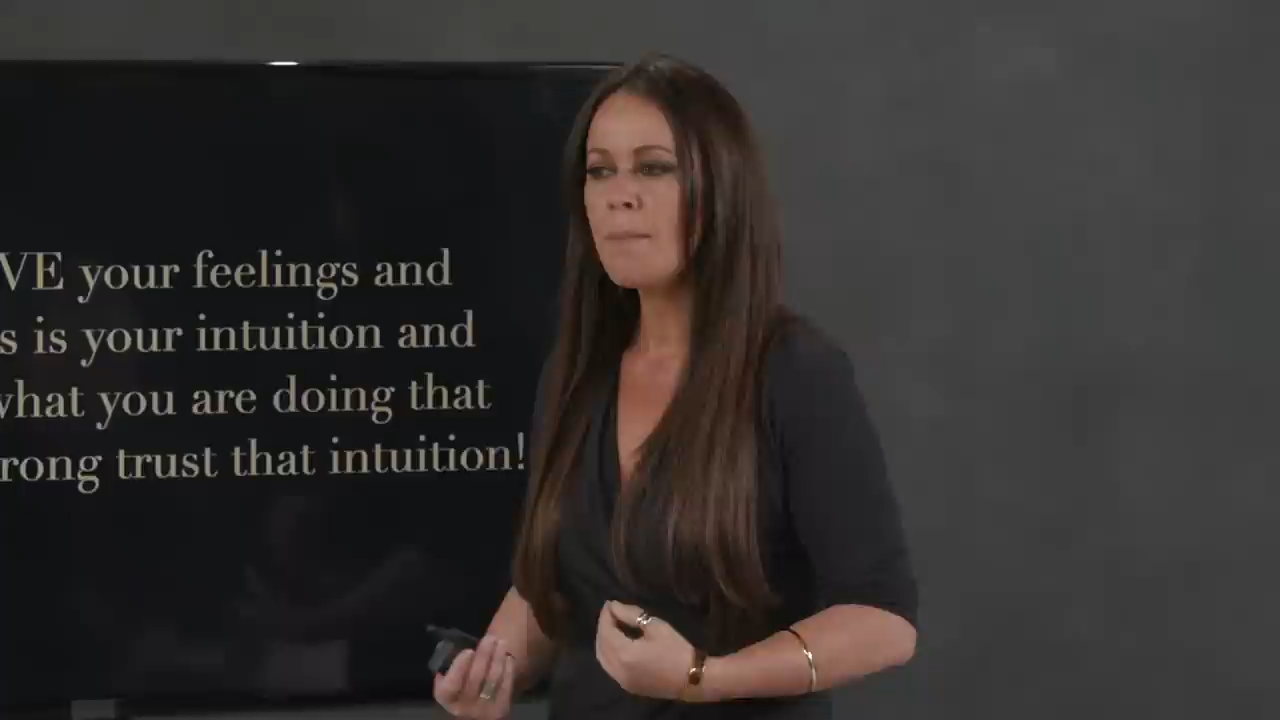 VE your feelings and
s is your intuition and
what you are doing that
rong trust that intuition!